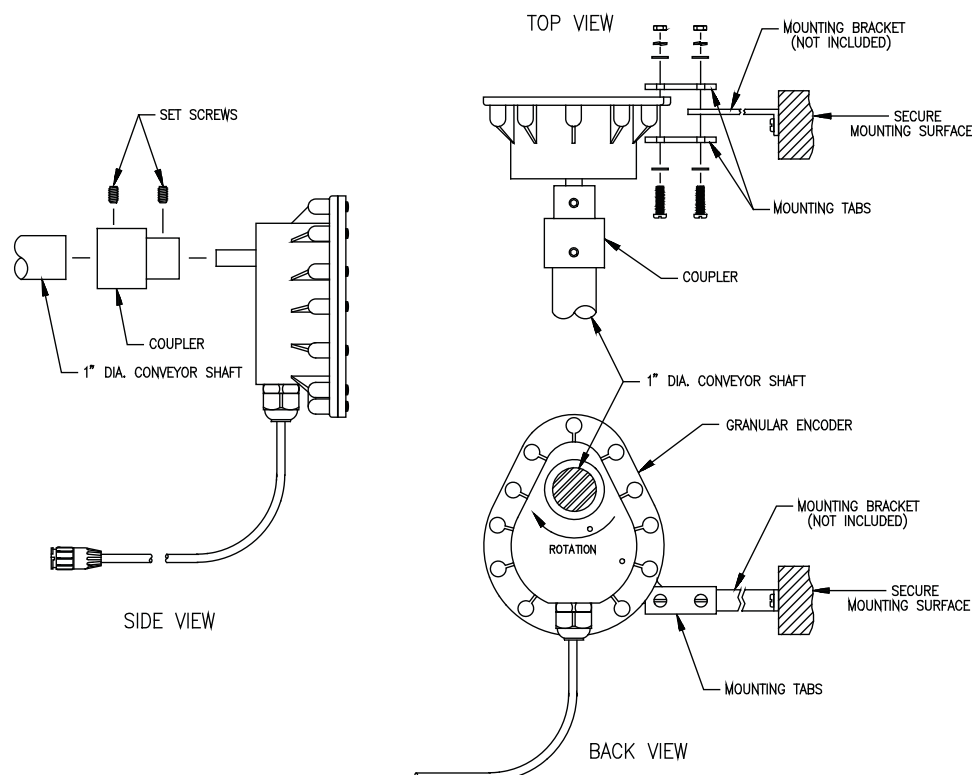 TOP VIEW
MOUNTING BRACKET
(NOT INCLUDED)
SECURE
MOUNTING SURFACE
MOUNTING TABS
COUPLER
SET SCREWS
COUPLER
1" DIA. CONVEYOR SHAFT
SIDE VIEW
1" DIA. CONVEYOR SHAFT
GRANULAR ENCODER
MOUNTING BRACKET
(NOT INCLUDED)
ROTATION
SECURE
MOUNTING SURFACE
MOUNTING TABS
BACK VIEW